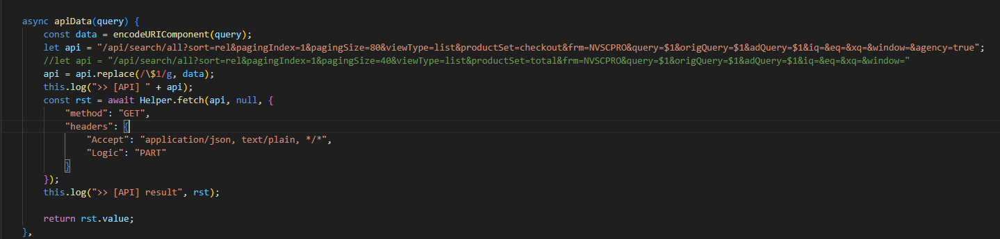 async apiData(query) {
const data = encodeURIComponent(query);
let api = "/api/search/all?sort=rel&pagingIndex=1&pagingSize=80&viewType=list&productSet=checkout&frm=NVSCPRO&query=$1&origQuery=$1&adQuery=$1&iq=&eq=&xq=&window=&agency=true";
//let api = "/api/search/all?sort=rel&pagingIndex=1&pagingSize=40&viewType=list&productSet=total&frm=NVSCPRO&query=$1&origQuery=$1&adQuery=$1&iq=&eq=&xq=&window="
api = api.replace(/\$1/g, data);
this.log(">> [API] " + api);
const rst = await Helper.fetch(api, null, {
"method": "GET",
"headers": {
"Accept": "application/json, text/plain, */*",
"Logic": "PART"
}
});
this.log(">> [API] result", rst);
return rst.value;
},